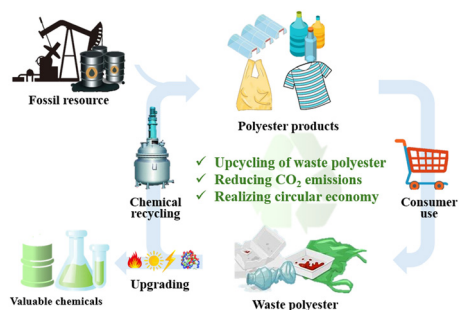 Fossil resource
Polyester products
✓ Upcycling of waste polyester
✓ Reducing CO₂ emissions
✓ Realizing circular economy
Chemical
recycling
Consumer
use
Valuable chemicals
Upgrading
Waste polyester